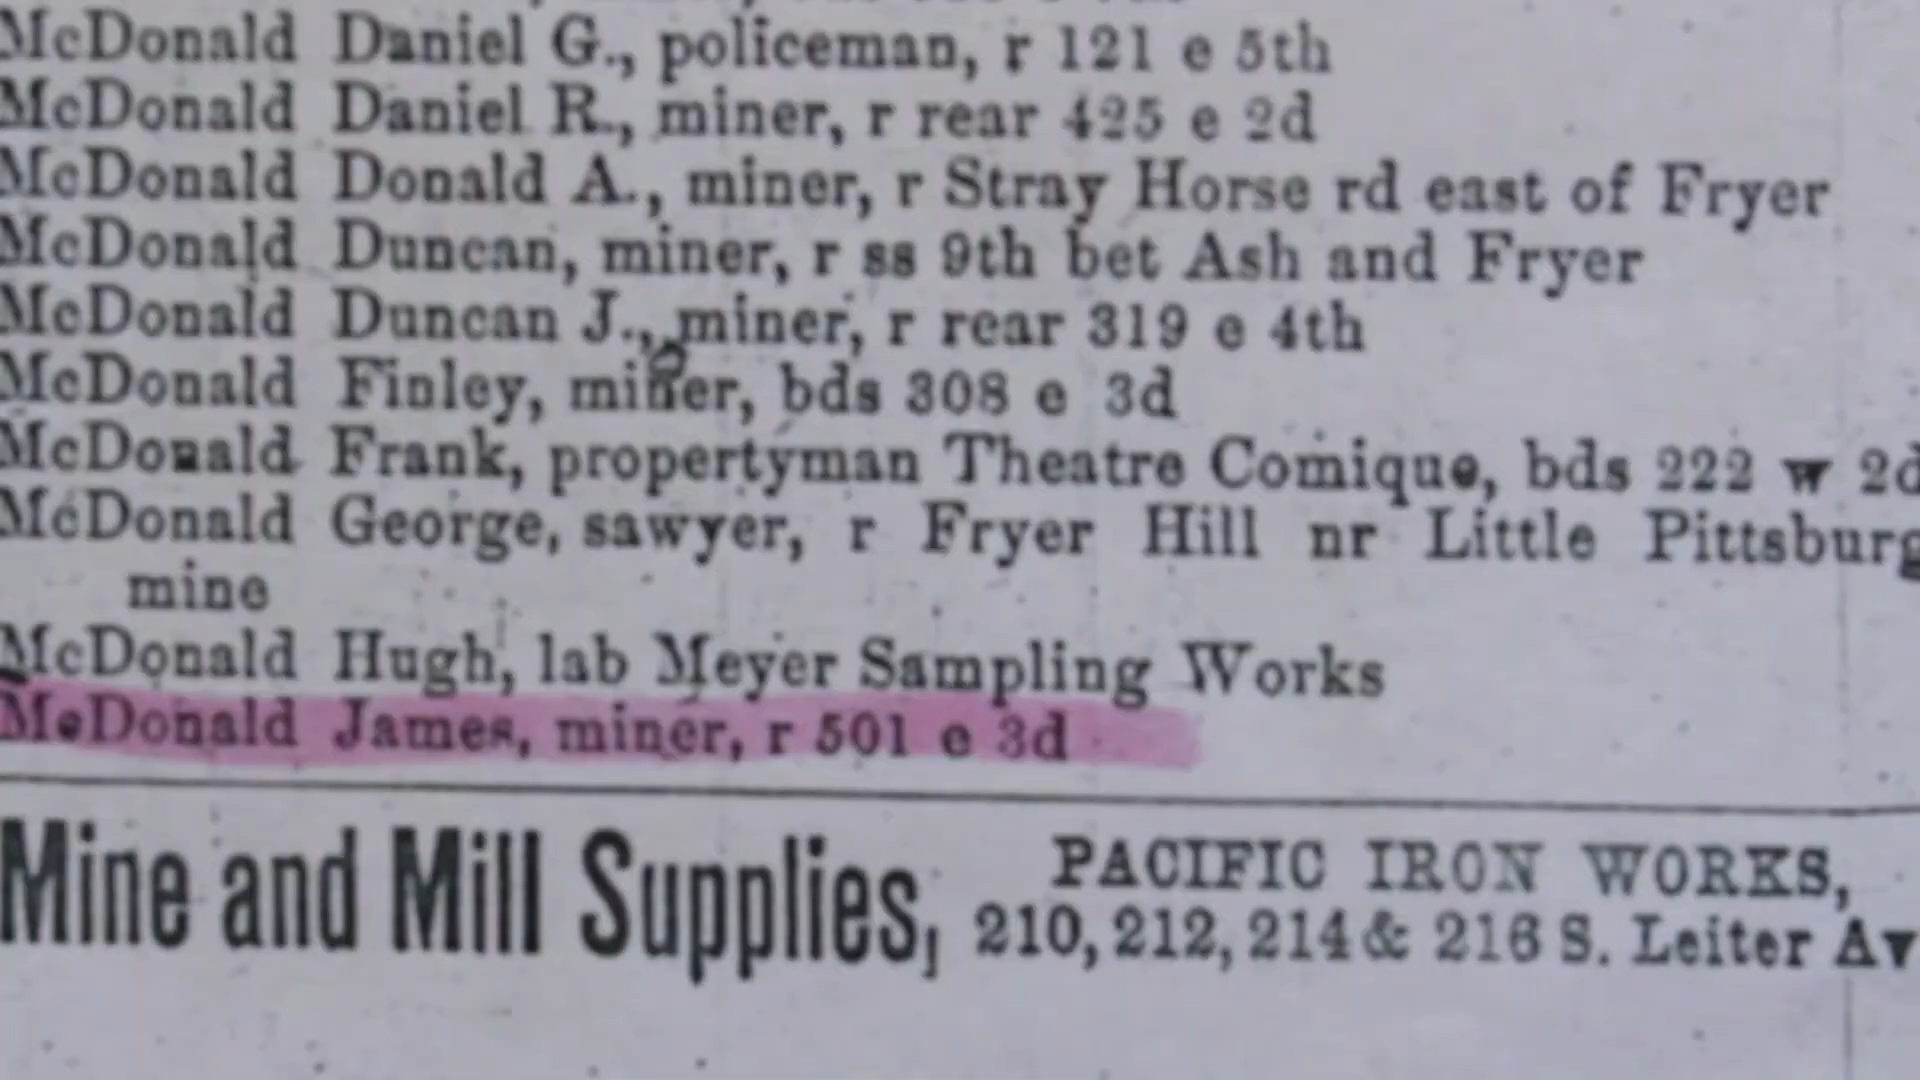 McDonald Daniel G., policeman, r 121 e 5th
McDonald Daniel R., miner, r rear 425 e 2d
McDonald Donald A., miner, r Stray Horse rd east of Fryer
McDonald Duncan, miner, r ss 9th bet Ash and Fryer
McDonald Duncan J., miner, r rear 319 e 4th
McDonald Finley, miner, bds 308 e 3d
McDonald Frank, propertyman Theatre Comique, bds 222 w 2d
McDonald George, sawyer, r Fryer Hill nr Little Pittsburg
mine
McDonald Hugh, lab Meyer Sampling Works
McDonald James, miner, r 501 e 3d
Mine and Mill Supplies,
PACIFIC IRON WORKS,
210, 212, 214 & 216 S. Leiter Av